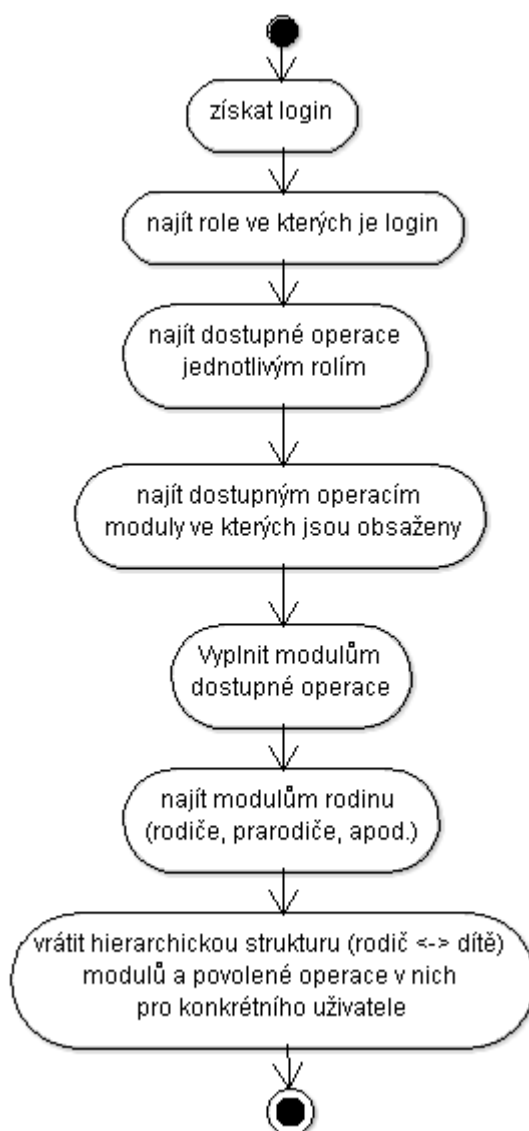 získat login
najít role ve kterých je login
najít dostupné operace
jednotlivým rolím
najít dostupným operacím
moduly ve kterých jsou obsaženy
Vyplnit modulům
dostupné operace
najít modulům rodinu
(rodiče, prarodiče, apod.)
vrátit hierarchickou strukturu (rodič <-> dítě)
modulů a povolené operace v nich
pro konkrétního uživatele